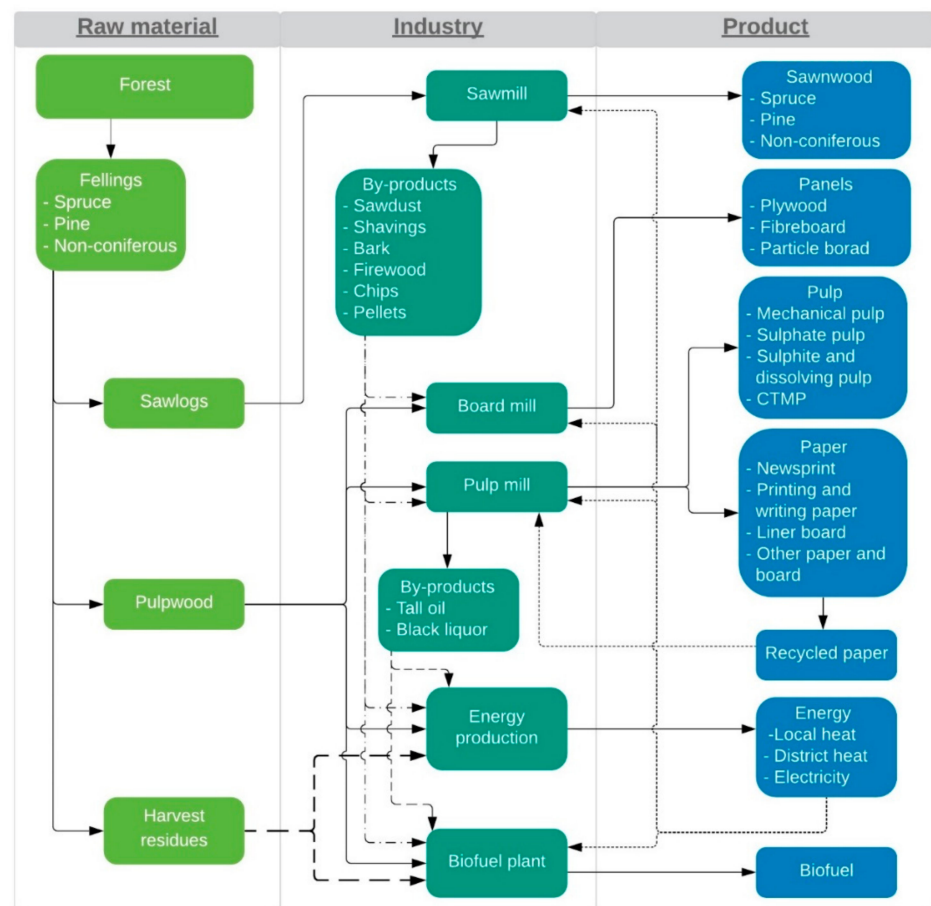 Raw material
Industry
Product
Forest
Fellings
- Spruce
- Pine
- Non-coniferous
Sawlogs
Pulpwood
Harvest
residues
Sawmill
By-products
- Sawdust
- Shavings
- Bark
- Firewood
- Chips
- Pellets
Board mill
Pulp mill
By-products
- Tall oil
- Black liquor
Energy
production
Biofuel plant
Sawnwood
- Spruce
- Pine
- Non-coniferous
Panels
- Plywood
- Fibreboard
- Particle borad
Pulp
- Mechanical pulp
- Sulphate pulp
- Sulphite and
dissolving pulp
- CTMP
Paper
- Newsprint
- Printing and
writing paper
- Liner board
- Other paper and
board
Recycled paper
Energy
-Local heat
- District heat
- Electricity
Biofuel